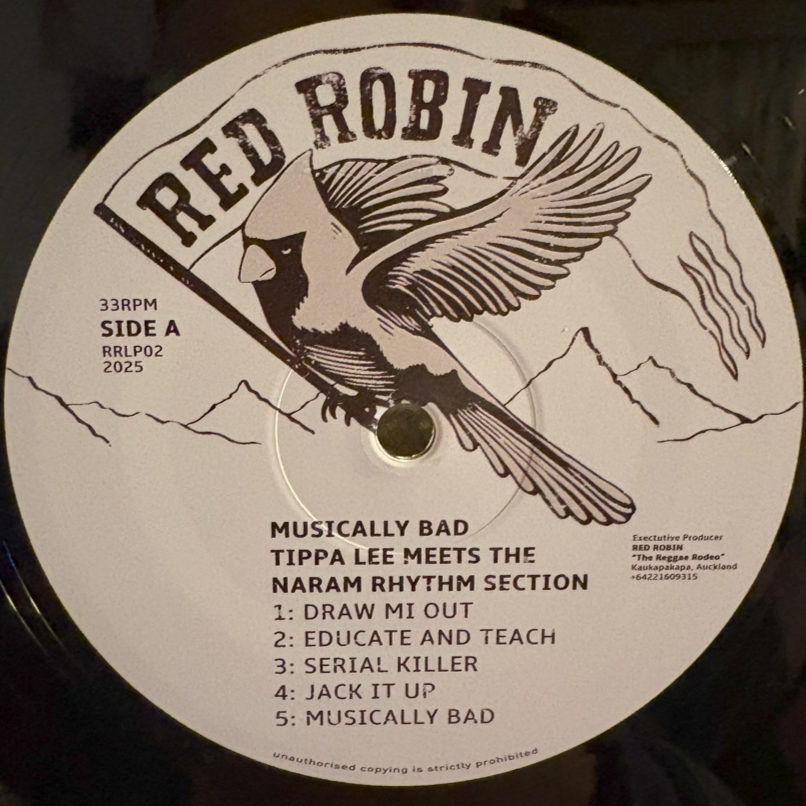 RED ROBIN
33RPM
SIDE A
RRLP02
2025
MUSICALLY BAD
TIPPA LEE MEETS THE
NARAM RHYTHM SECTION
1: DRAW MI OUT
2: EDUCATE AND TEACH
3: SERIAL KILLER
4: JACK IT UP
5: MUSICALLY BAD
Exectutive Producer
RED ROBIN
"The Reggae Rodeo"
Kaukapakapa, Auckland
+64221609315
unauthorised copying is strictly prohibited